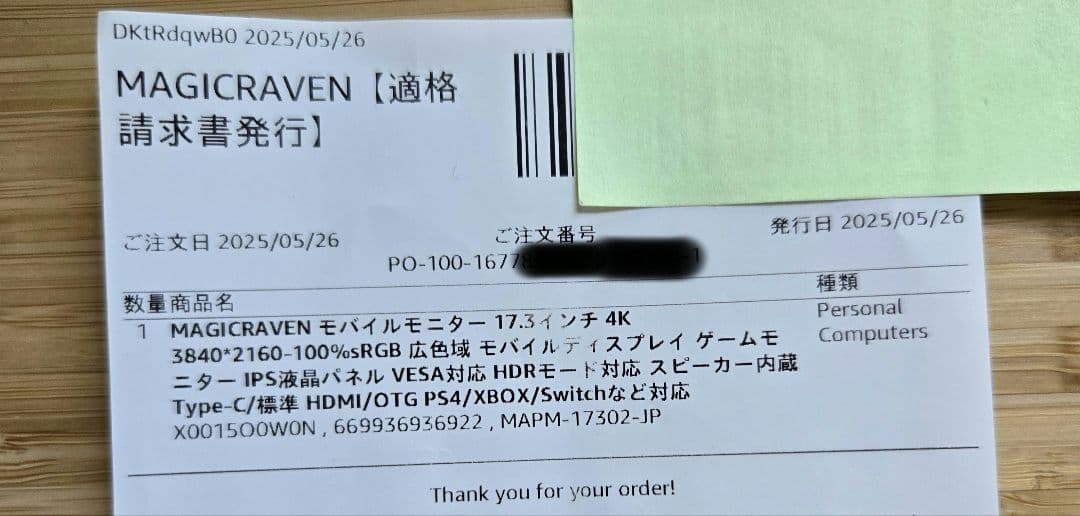 DKtRdqwB0 2025/05/26
MAGICRAVEN【適格
請求書発行】
ご注文日 2025/05/26
ご注文番号
発行日 2025/05/26
PO-100-16778
数量 商品名
種類
1 MAGICRAVEN モバイルモニター 17.3インチ 4K
3840*2160-100%sRGB 広色域 モバイルディスプレイ ゲームモ
ニター IPS液晶パネル VESA対応 HDRモード対応 スピーカー内蔵
Type-C/標準 HDMI/OTG PS4/XBOX/Switchなど対応
X0015O0W0N , 669936936922 , MAPM-17302-JP
Personal
Computers
Thank you for your order!